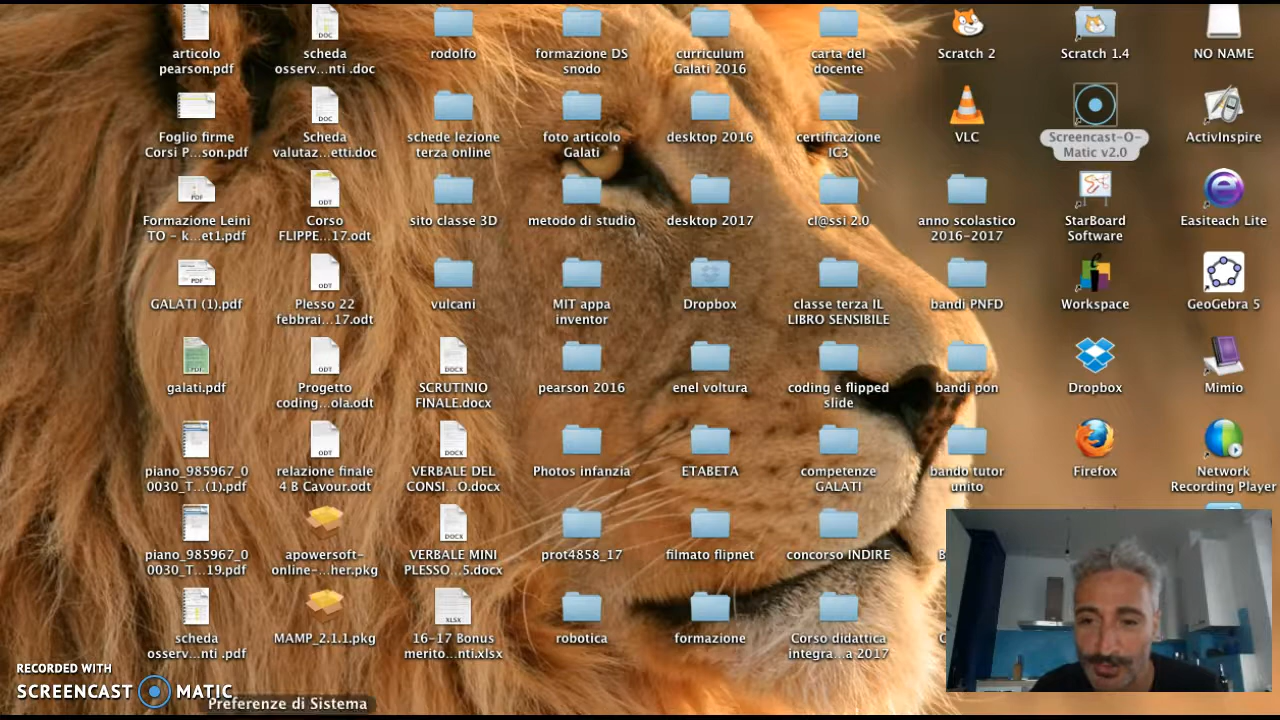 articolo
pearson.pdf
scheda
osserv...nti .doc
rodolfo
formazione DS
snodo
curriculum
Galati 2016
carta del
docente
Scratch 2
Scratch 1.4
NO NAME
Foglio firme
Corsi P...son.pdf
Scheda
valutaz...etti.doc
schede lezione
terza online
foto articolo
Galati
desktop 2016
certificazione
IC3
VLC
Screencast-O-
Matic v2.0
ActivInspire
Formazione Leini
TO - k...et1.pdf
Corso
FLIPPE...17.odt
sito classe 3D
metodo di studio
desktop 2017
cl@ssi 2.0
anno scolastico
2016-2017
StarBoard
Software
Easiteach Lite
GALATI (1).pdf
Plesso 22
febbrai...17.odt
vulcani
MIT appa
inventor
Dropbox
classe terza IL
LIBRO SENSIBILE
bandi PNFD
Workspace
GeoGebra 5
galati.pdf
Progetto
coding...ola.odt
SCRUTINIO
FINALE.docx
pearson 2016
enel voltura
coding e flipped
slide
bandi pon
Dropbox
Mimio
piano_985967_0
0030_T...(1).pdf
relazione finale
4 B Cavour.odt
VERBALE DEL
CONSI...O.docx
Photos infanzia
ETABETA
competenze
GALATI
bando tutor
unito
Firefox
Network
Recording Player
piano_985967_0
0030_T...19.pdf
apowersoft-
online-...her.pkg
VERBALE MINI
PLESSO...5.docx
prot4858_17
filmato flipnet
concorso INDIRE
scheda
osserv...nti .pdf
MAMP_2.1.1.pkg
16-17 Bonus
merito...nti.xlsx
robotica
formazione
Corso didattica
integra...a 2017
RECORDED WITH
SCREENCAST MATIC
Preferenze di Sistema